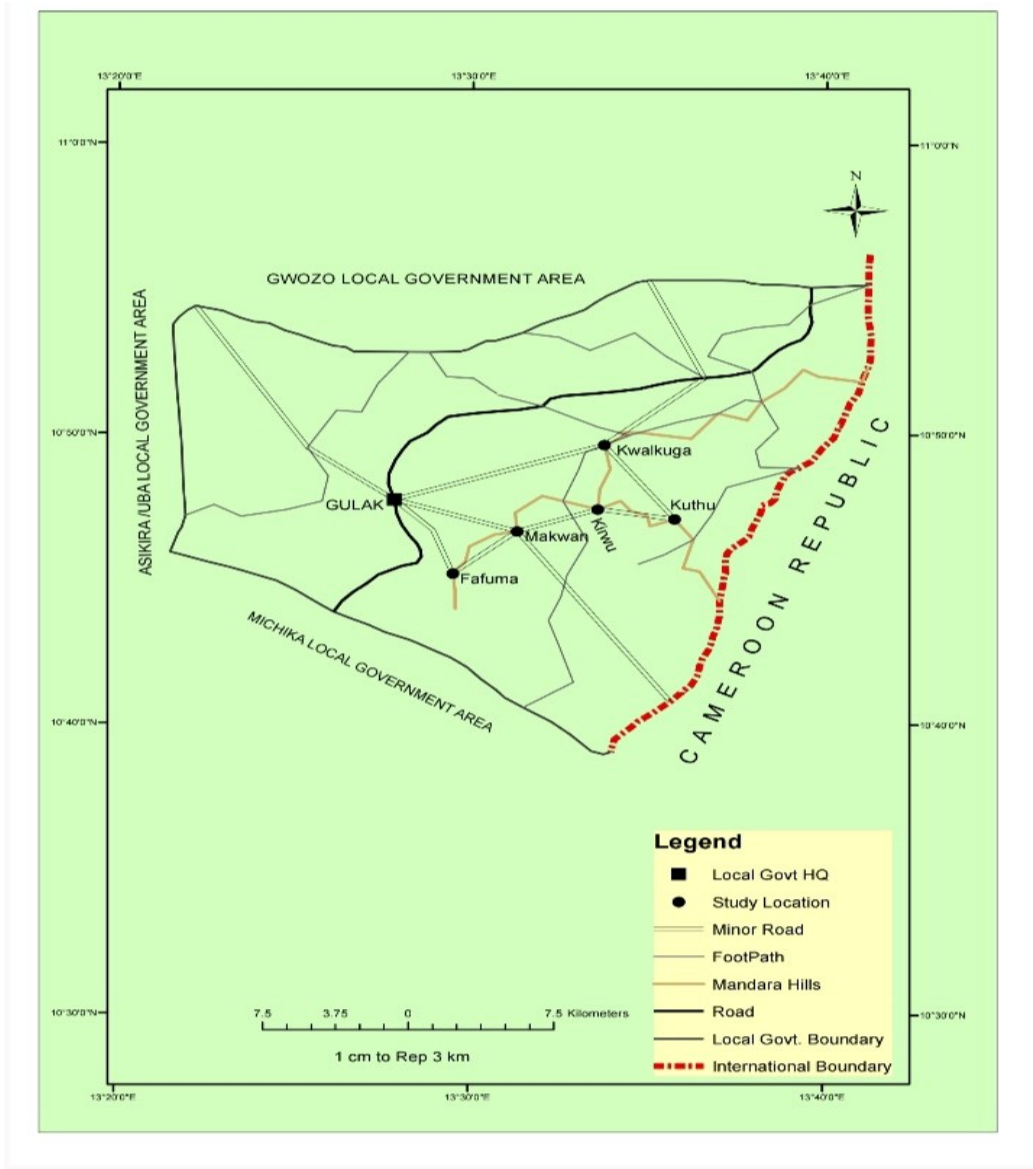 13°20'0"E
13°30'0"E
13°40'0"E
11°0'0"N
11°0'0"N
N
GWOZO LOCAL GOVERNMENT AREA
ASIKIRA /UBA LOCAL GOVERNMENT AREA
10°50'0"N
10°50'0"N
Kwalkuga
GULAK
Kuthu
Makwan
Kirwu
Fafuma
MICHIKA LOCAL GOVERNMENT AREA
CAMEROON REPUBLIC
10°40'0"N
10°40'0"N
Legend
Local Govt HQ
Study Location
Minor Road
FootPath
Mandara Hills
Road
Local Govt. Boundary
International Boundary
10°30'0"N
10°30'0"N
7.5 3.75 0 7.5 Kilometers
1 cm to Rep 3 km
13°20'0"E
13°30'0"E
13°40'0"E